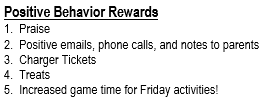 Positive Behavior Rewards
1. Praise
2. Positive emails, phone calls, and notes to parents
3. Charger Tickets
4. Treats
5. Increased game time for Friday activities!